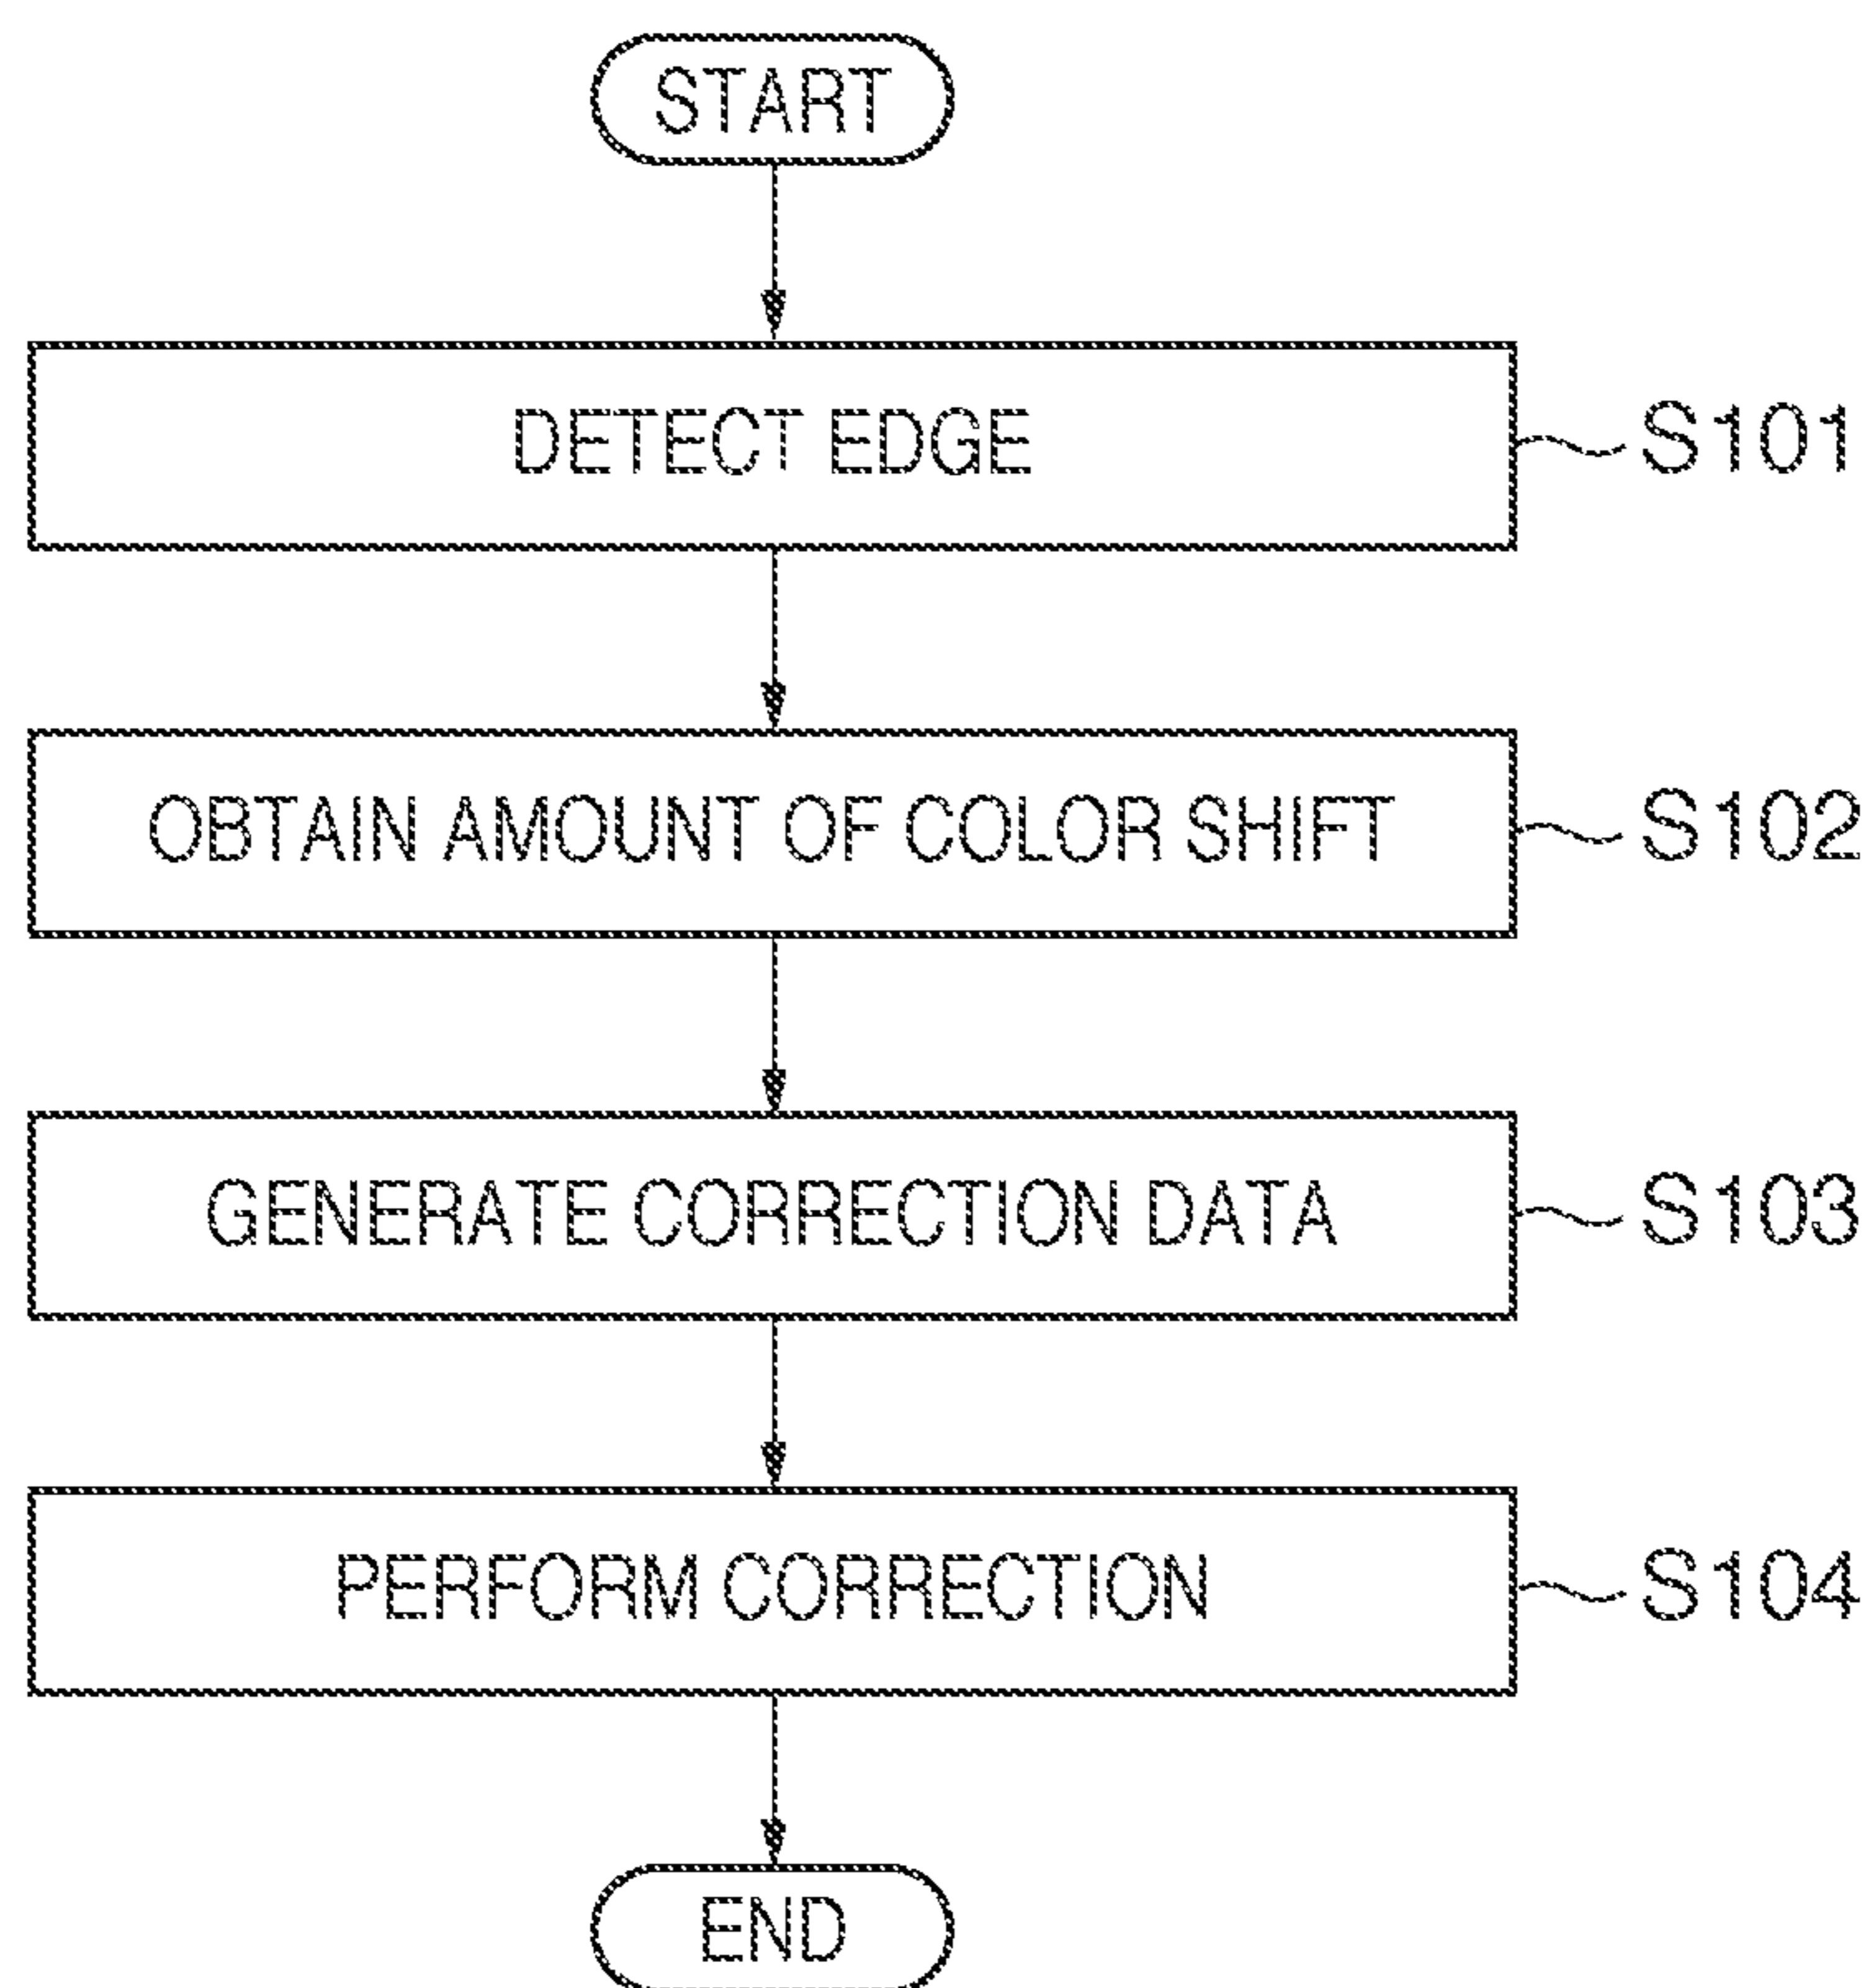 START
DETECT EDGE
S101
OBTAIN AMOUNT OF COLOR SHIFT
S102
GENERATE CORRECTION DATA
S103
PERFORM CORRECTION
S104
END